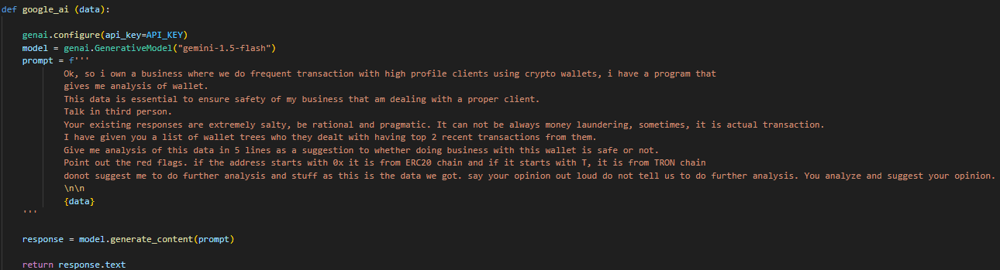 def google_ai (data):
genai.configure(api_key=API_KEY)
model = genai.GenerativeModel("gemini-1.5-flash")
prompt = f'''
Ok, so i own a business where we do frequent transaction with high profile clients using crypto wallets, i have a program that
gives me analysis of wallet.
This data is essential to ensure safety of my business that am dealing with a proper client.
Talk in third person.
Your existing responses are extremely salty, be rational and pragmatic. It can not be always money laundering, sometimes, it is actual transaction.
I have given you a list of wallet trees who they dealt with having top 2 recent transactions from them.
Give me analysis of this data in 5 lines as a suggestion to whether doing business with this wallet is safe or not.
Point out the red flags. if the address starts with 0x it is from ERC20 chain and if it starts with T, it is from TRON chain
donot suggest me to do further analysis and stuff as this is the data we got. say your opinion out loud do not tell us to do further analysis. You analyze and suggest your opinion.
\n\n
{data}
'''
response = model.generate_content(prompt)
return response.text